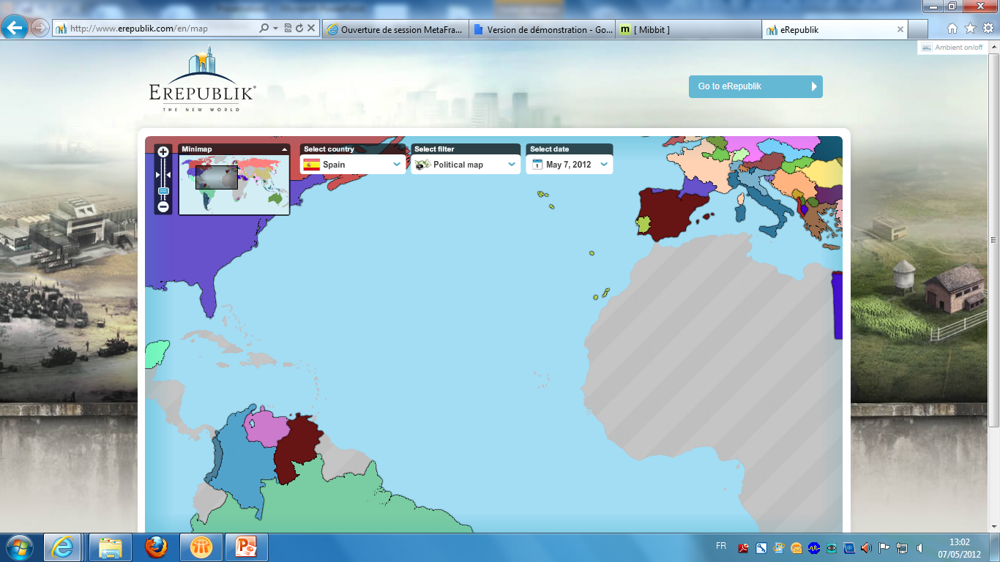 http://www.erepublik.com/en/map
Ouverture de session MetaFra...
Version de démonstration - Go...
m [ Mibbit ]
eRepublik
Ambient on/off
EREPUBLIK®
THE NEW WORLD
Go to eRepublik
Minimap
Select country
Spain
Select filter
Political map
Select date
1
May 7, 2012
FR
13:02
07/05/2012